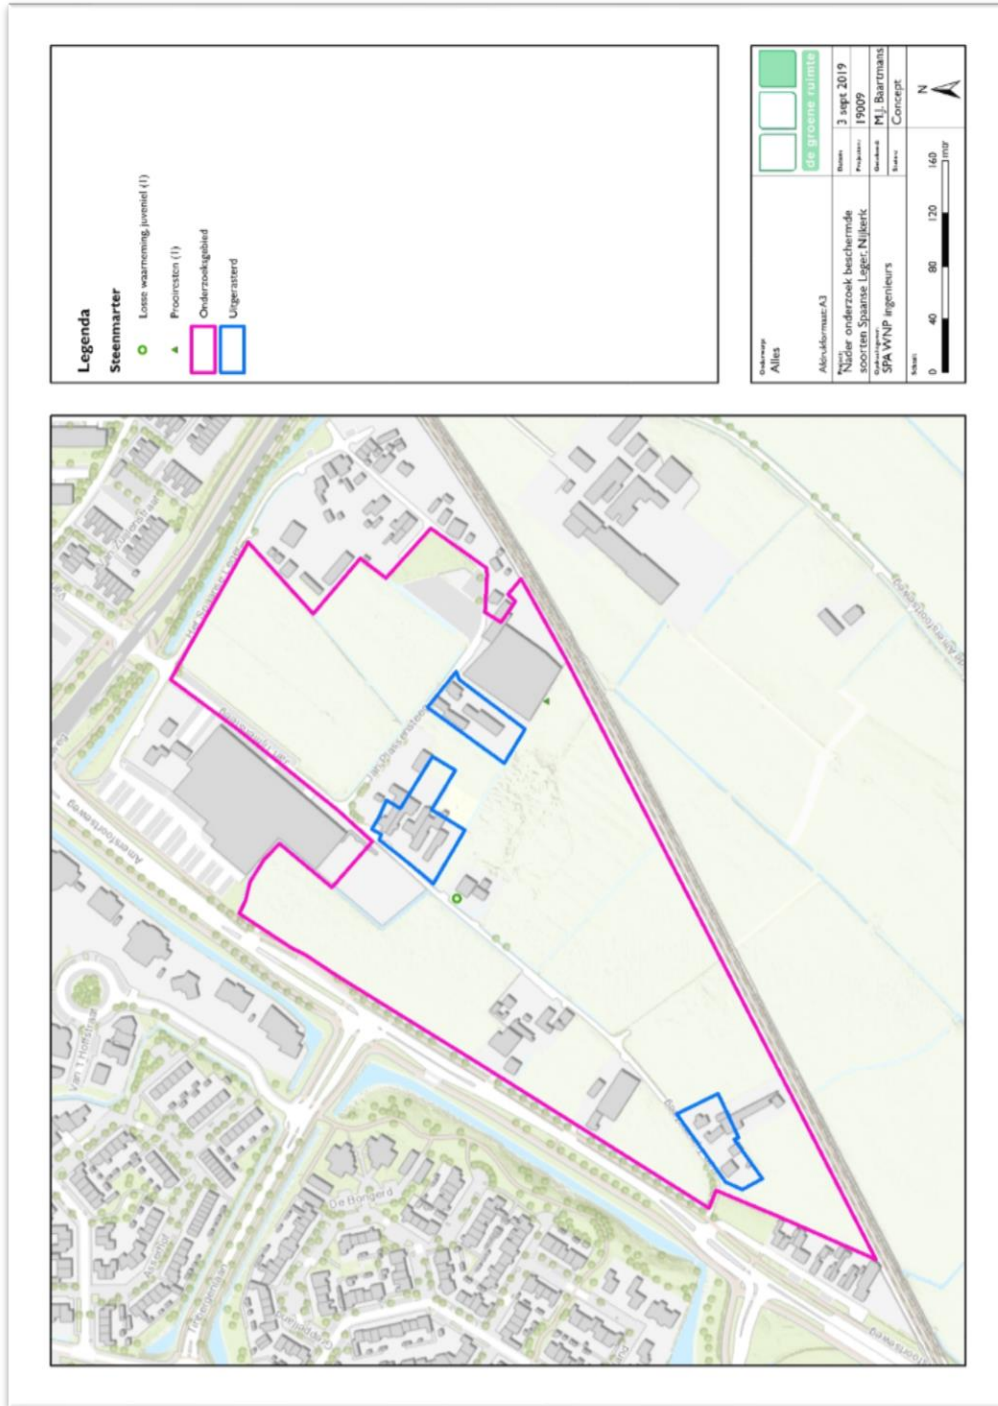 Legenda
Steenmarter
Losse waarneming, juveniel (1)
Prooiresten (1)
Onderzoeksgebied
Uitgerasterd
de groene ruimte
Onderwerp:
Alles
Afdrukformaat: A3
Project:
Nader onderzoek beschermde
soorten Spaanse Leger, Nijkerk
Opdrachtgever:
SPA WNP ingenieurs
Schaal:
0 40 80 120 160
Datum:
3 sept 2019
Projectnr:
19009
Getekend:
M.J. Baartmans
Status:
Concept
N
Het Spaanse Leger
Amersfoortseweg
Van 't Hoffstraat
De Bongerd